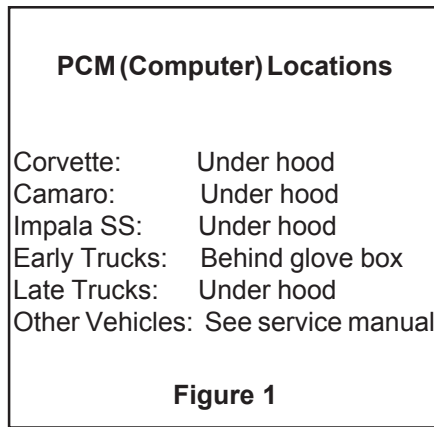 PCM (Computer) Locations
Corvette: Under hood
Camaro: Under hood
Impala SS: Under hood
Early Trucks: Behind glove box
Late Trucks: Under hood
Other Vehicles: See service manual
Figure 1